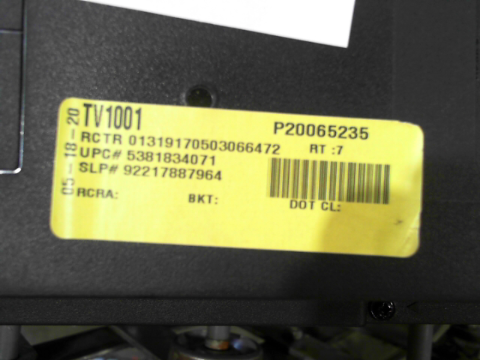 05-18-20
TV1001
P20065235
RCTR 01319170503066472 RT :7
UPC# 5381834071
SLP# 92217887964
RCRA: BKT: DOT CL: